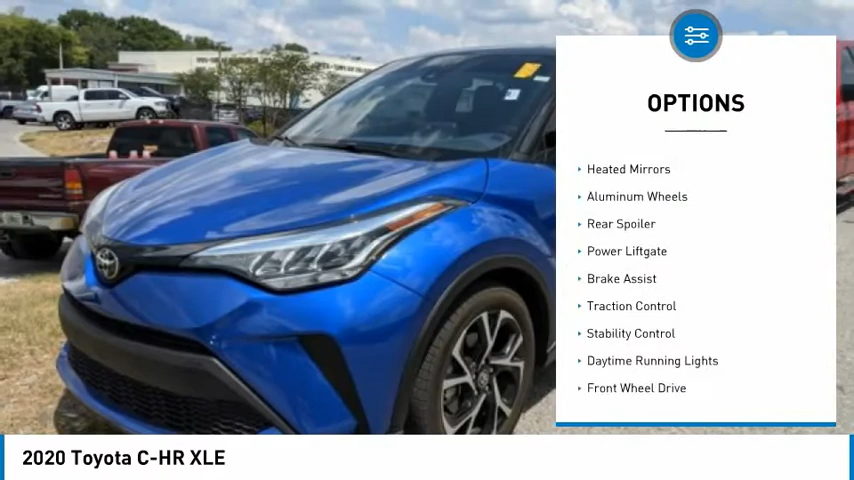 OPTIONS
Heated Mirrors
Aluminum Wheels
Rear Spoiler
Power Liftgate
Brake Assist
Traction Control
Stability Control
Daytime Running Lights
Front Wheel Drive
2020 Toyota C-HR XLE